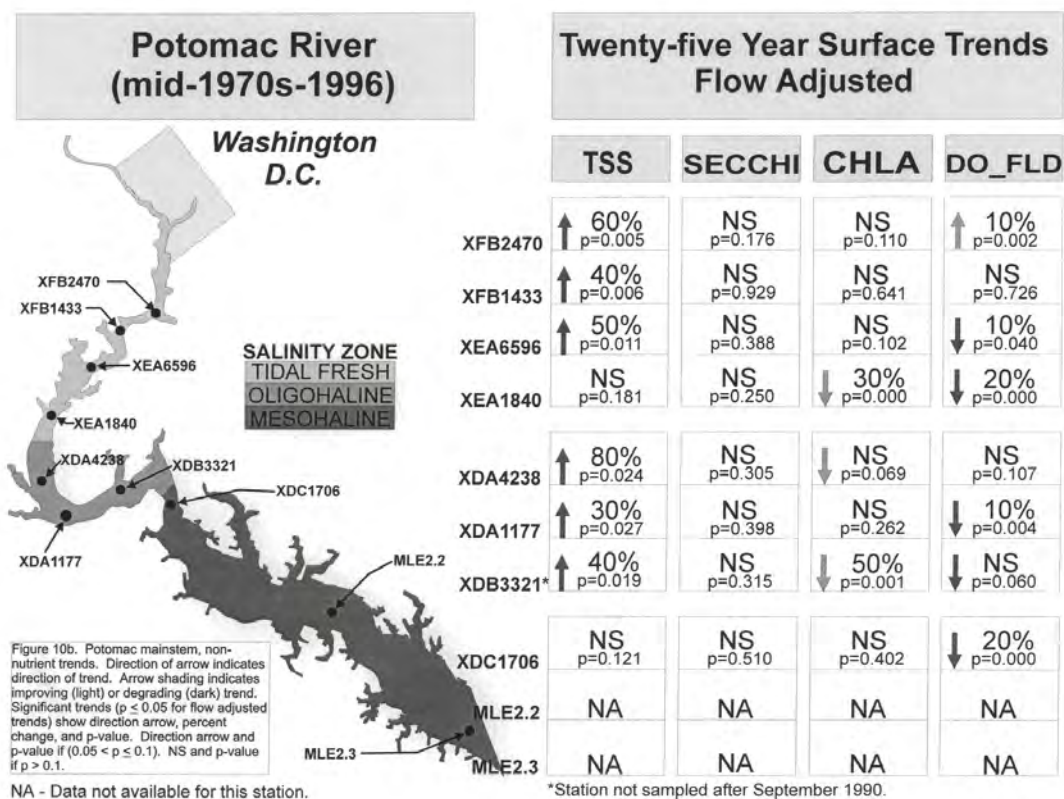 Potomac River
(mid-1970s-1996)
Twenty-five Year Surface Trends
Flow Adjusted
Washington
D.C.
XFB2470
XFB1433
XEA6596
XEA1840
XDA4238
XDB3321
XDC1706
XDA1177
MLE2.2
MLE2.3
SALINITY ZONE
TIDAL FRESH
OLIGOHALINE
MESOHALINE
Figure 10b. Potomac mainstem, non-
nutrient trends. Direction of arrow indicates
direction of trend. Arrow shading indicates
improving (light) or degrading (dark) trend.
Significant trends (p ≤ 0.05 for flow adjusted
trends) show direction arrow, percent
change, and p-value. Direction arrow and
p-value if (0.05 < p ≤ 0.1). NS and p-value
if p > 0.1.
NA - Data not available for this station.
TSS SECCHI CHLA DO_FLD
60% NS NS 10%
XFB2470 p=0.005 p=0.176 p=0.110 p=0.002
40% NS NS NS
XFB1433 p=0.006 p=0.929 p=0.641 p=0.726
50% NS NS 10%
XEA6596 p=0.011 p=0.388 p=0.102 p=0.040
NS NS 30% 20%
XEA1840 p=0.181 p=0.250 p=0.000 p=0.000
80% NS NS NS
XDA4238 p=0.024 p=0.305 p=0.069 p=0.107
30% NS NS 10%
XDA1177 p=0.027 p=0.398 p=0.262 p=0.004
40% NS 50% NS
XDB3321* p=0.019 p=0.315 p=0.001 p=0.060
NS NS NS 20%
XDC1706 p=0.121 p=0.510 p=0.402 p=0.000
MLE2.2 NA NA NA NA
MLE2.3 NA NA NA NA
*Station not sampled after September 1990.